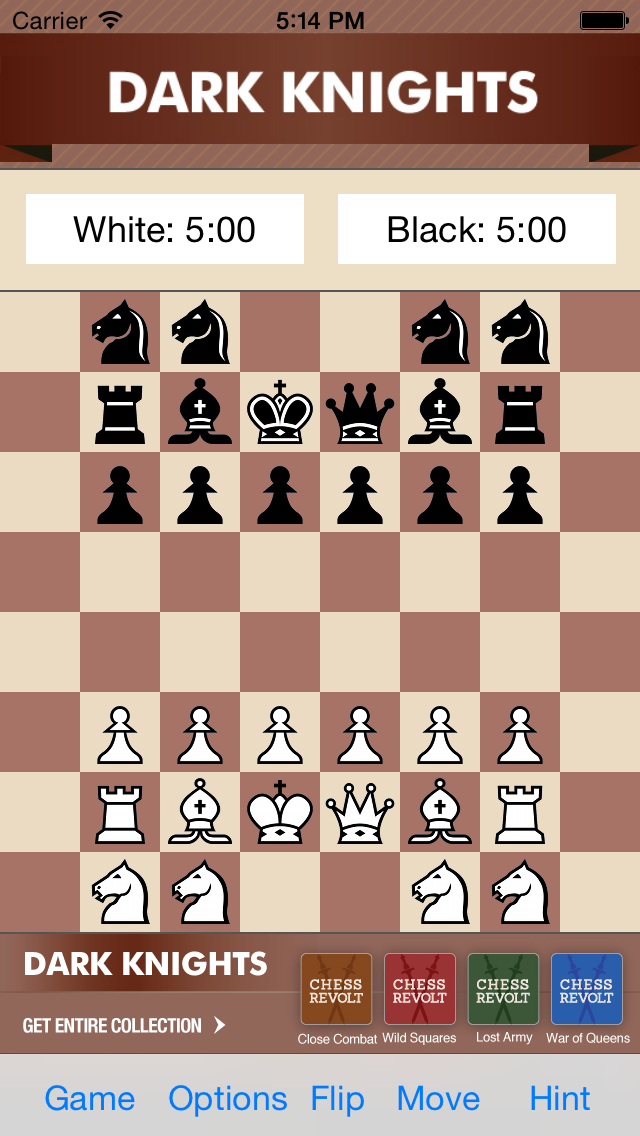 Carrier 5:14 PM
DARK KNIGHTS
White: 5:00 Black: 5:00
DARK KNIGHTS
GET ENTIRE COLLECTION
CHESS REVOLT
Close Combat
CHESS REVOLT
Wild Squares
CHESS REVOLT
Lost Army
CHESS REVOLT
War of Queens
Game Options Flip Move Hint